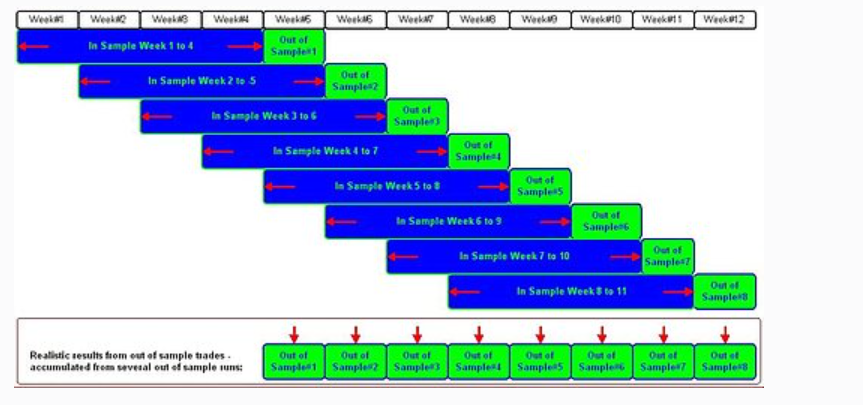 Week#1 Week#2 Week#3 Week#4 Week#5 Week#6 Week#7 Week#8 Week#9 Week#10 Week#11 Week#12
In Sample Week 1 to 4
Out of
Sample#1
In Sample Week 2 to .5
Out of
Sample#2
In Sample Week 3 to 6
Out of
Sample#3
In Sample Week 4 to 7
Out of
Sample#4
In Sample Week 5 to 8
Out of
Sample#5
In Sample Week 6 to 9
Out of
Sample#6
In Sample Week 7 to 10
Out of
Sample#7
In Sample Week 8 to 11
Out of
Sample#8
Realistic results from out of sample trades -
accumulated from several out of sample runs:
Out of Out of Out of Out of Out of Out of Out of Out of
Sample#1 Sample#2 Sample#3 Sample#4 Sample#5 Sample#6 Sample#7 Sample#8